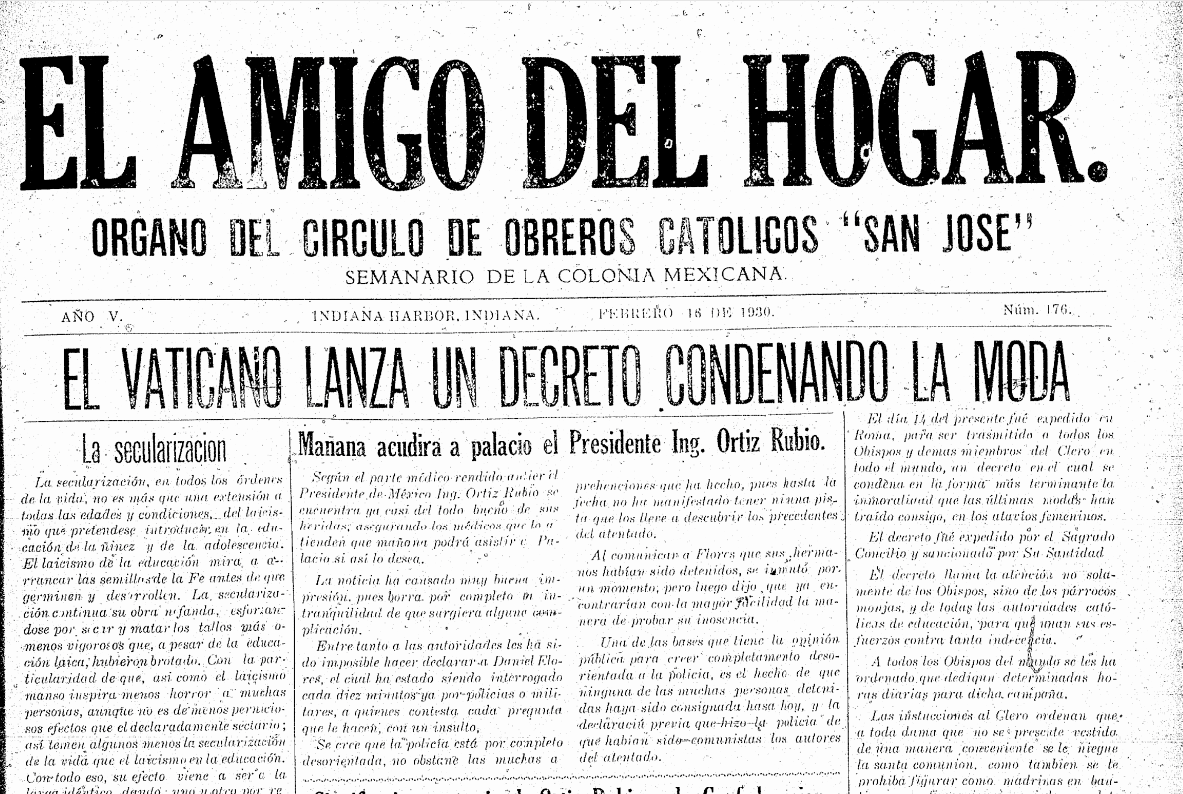 EL AMIGO DEL HOGAR.
ORGANO DEL CIRCULO DE OBREROS CATOLICOS "SAN JOSE"
SEMANARIO DE LA COLONIA MEXICANA.
AÑO V. INDIANA HARBOR, INDIANA. FEBRERO 16 DE 1930. Núm. 176.
EL VATICANO LANZA UN DECRETO CONDENANDO LA MODA
La secularizacion
La secularización, en todos los órdenes
de la vida, no es más que una extensión a
todas las edades y condiciones, del laicis-
mo que pretendese introducir en la edu-
cación de la niñez y de la adolescencia.
El laicismo de la educación mira a a-
rrancar las semillas de la Fe antes de que
germinen y desarrollen. La seculariza-
ción continua su obra nefanda, esforzan-
dose por secar y matar los tallos más o
menos vigorosos que, a pesar de la educa-
ción laica, hubieron brotado. Con la par-
ticularidad de que, así como el laicismo
manso inspira menos horror a muchas
personas, aunque no es de menos pernicio-
sos efectos que el declaradamente sectario;
así temen algunos menos la secularización
de la vida que el laicismo en la educación.
Con todo eso, su efecto viene a ser a la
Mañana acudira a palacio el Presidente Ing. Ortiz Rubio.
Según el parte médico rendido antier il
Presidente de México Ing. Ortiz Rubio se
encuentra ya casi del todo bueno de sus
heridas; asegurando los médicos que lo a
tienden que mañana podrá asistir a Pa-
lacio si así lo desea.
La noticia ha causado muy buena im-
presión, pues borra por completo la in-
tranquilidad de que surgiera alguna com-
plicación.
Entre tanto a las autoridades les ha si-
do imposible hacer declarar a Daniel Flo-
res, el cual ha estado siendo interrogado
cada diez minutos ya por policías o mili-
tares, a quienes contesta cada pregunta
que le hacen, con un insulto,
Se cree que la policía está por completo
desorientada, no obstane las muchas a
prehenciones que ha hecho, pues hasta la
fecha no ha manifestado tener ninna pis-
ta que los lleve a descubrir los precedentes
del atentado.
Al comunicar a Flores que sus herma-
nos habían sido detenidos, se inmutó por
un momento, pero luego dijo que ya en-
contrarían con la mayor facilidad la ma-
nera de probar su inosencia.
Una de las bases que tiene la opinión
pública para creer completamento deso-
rientada a la policía, es el hecho de que
ninguna de las muchas personas deteni-
das haya sido consignada hasta hoy, y la
declaració previa que hizo la policia de
que habían sido comunistas los autores
del atentado.
El día 14 del presente fué expedido en
Roma, para ser trasmitido a todos los
Obispos y demas miembros del Clero en
todo el mundo, un decreto en el cual se
condena en la forma más terminante la
inmoralidad que las últimas modas han
traído consigo, en los atavios femeninos.
El decreto fué expedido por el Sagrado
Concilio y sancionado por Su Santidad
El decreto llama la atención no sola-
mente de los Obispos, sino de los párrocos
monjas, y de todas las autoridades cató-
licas de educación, para que unan sus es-
fuerzos contra tanta indecencia.
A todos los Obispos del mundo se les ha
ordenado que dediquen determinadas ho-
ras diarias para dicha campaña.
Las instucciones al Clero ordenan que
a toda dama que no se presente vestida
de una manera conveniente se le niegue
la santa comunion, como tambien se le
prohiba figurar como madrinas en bau-